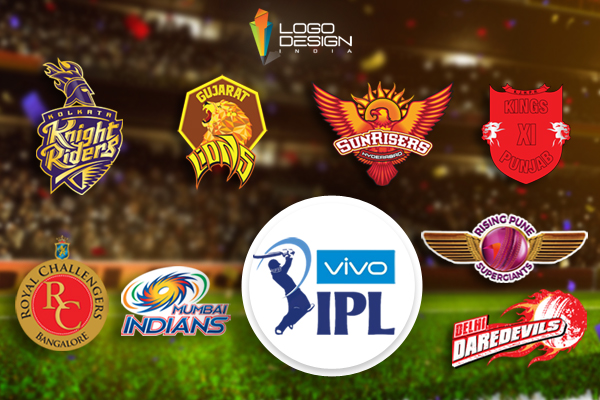 LOGO
DESIGN
INDIA
KOLKATA
Knight
Riders
GUJARAT
LIONS
SUNRISERS
HYDERABAD
KINGS
XI
PUNJAB
ROYAL CHALLENGERS
RC
BANGALORE
MUMBAI
INDIANS
vivo
IPL
RISING PUNE
SUPERGIANTS
DELHI
DAREDEVILS